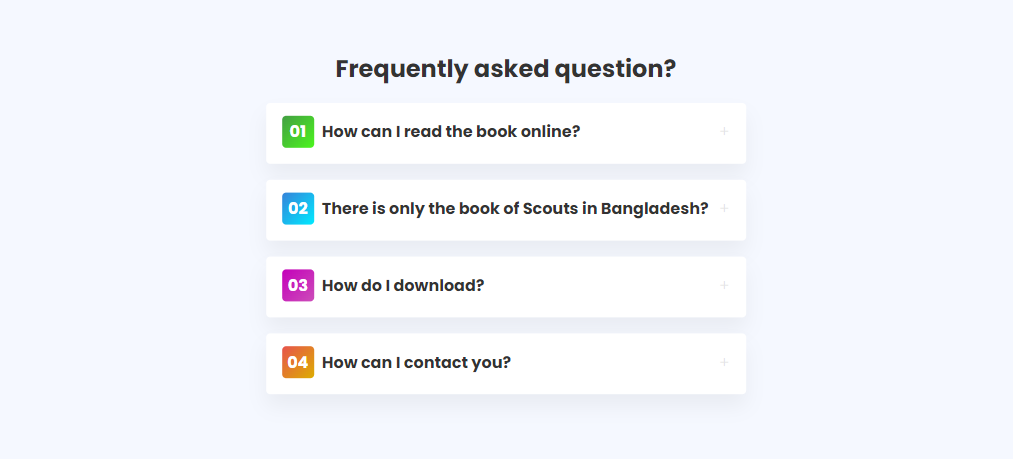 Frequently asked question?
01 How can I read the book online? +
02 There is only the book of Scouts in Bangladesh? +
03 How do I download? +
04 How can I contact you? +